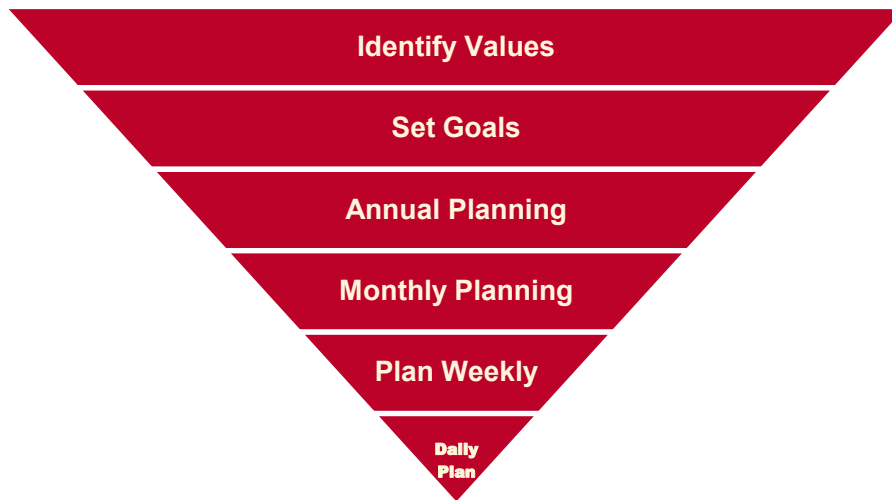 Identify Values
Set Goals
Annual Planning
Monthly Planning
Plan Weekly
Daily
Plan